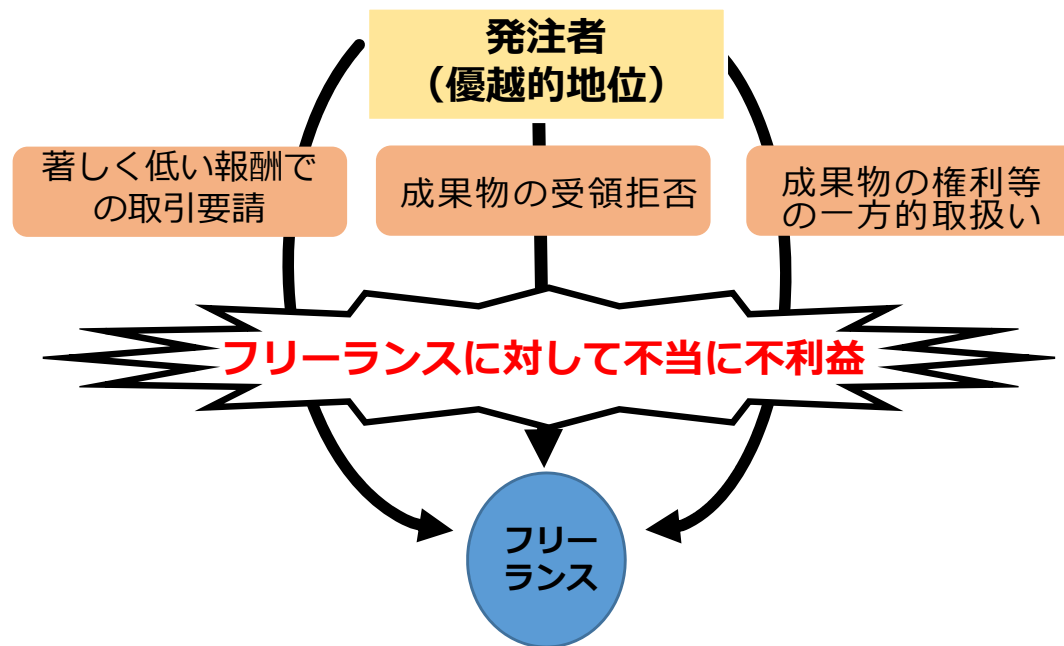 発注者
（優越的地位）
著しく低い報酬で
の取引要請
成果物の受領拒否
成果物の権利等
の一方的取扱い
フリーランスに対して不当に不利益
フリー
ランス